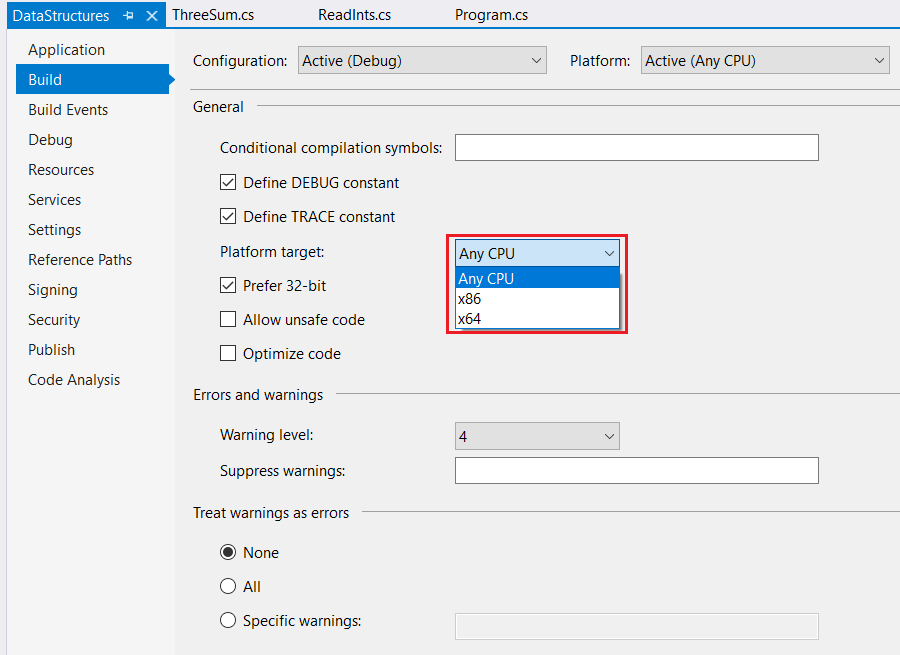 DataStructures ThreeSum.cs ReadInts.cs Program.cs
Application
Build
Build Events
Debug
Resources
Services
Settings
Reference Paths
Signing
Security
Publish
Code Analysis
Configuration: Active (Debug) Platform: Active (Any CPU)
General
Conditional compilation symbols:
Define DEBUG constant
Define TRACE constant
Platform target: Any CPU
Any CPU
x86
x64
Prefer 32-bit
Allow unsafe code
Optimize code
Errors and warnings
Warning level: 4
Suppress warnings:
Treat warnings as errors
None
All
Specific warnings: